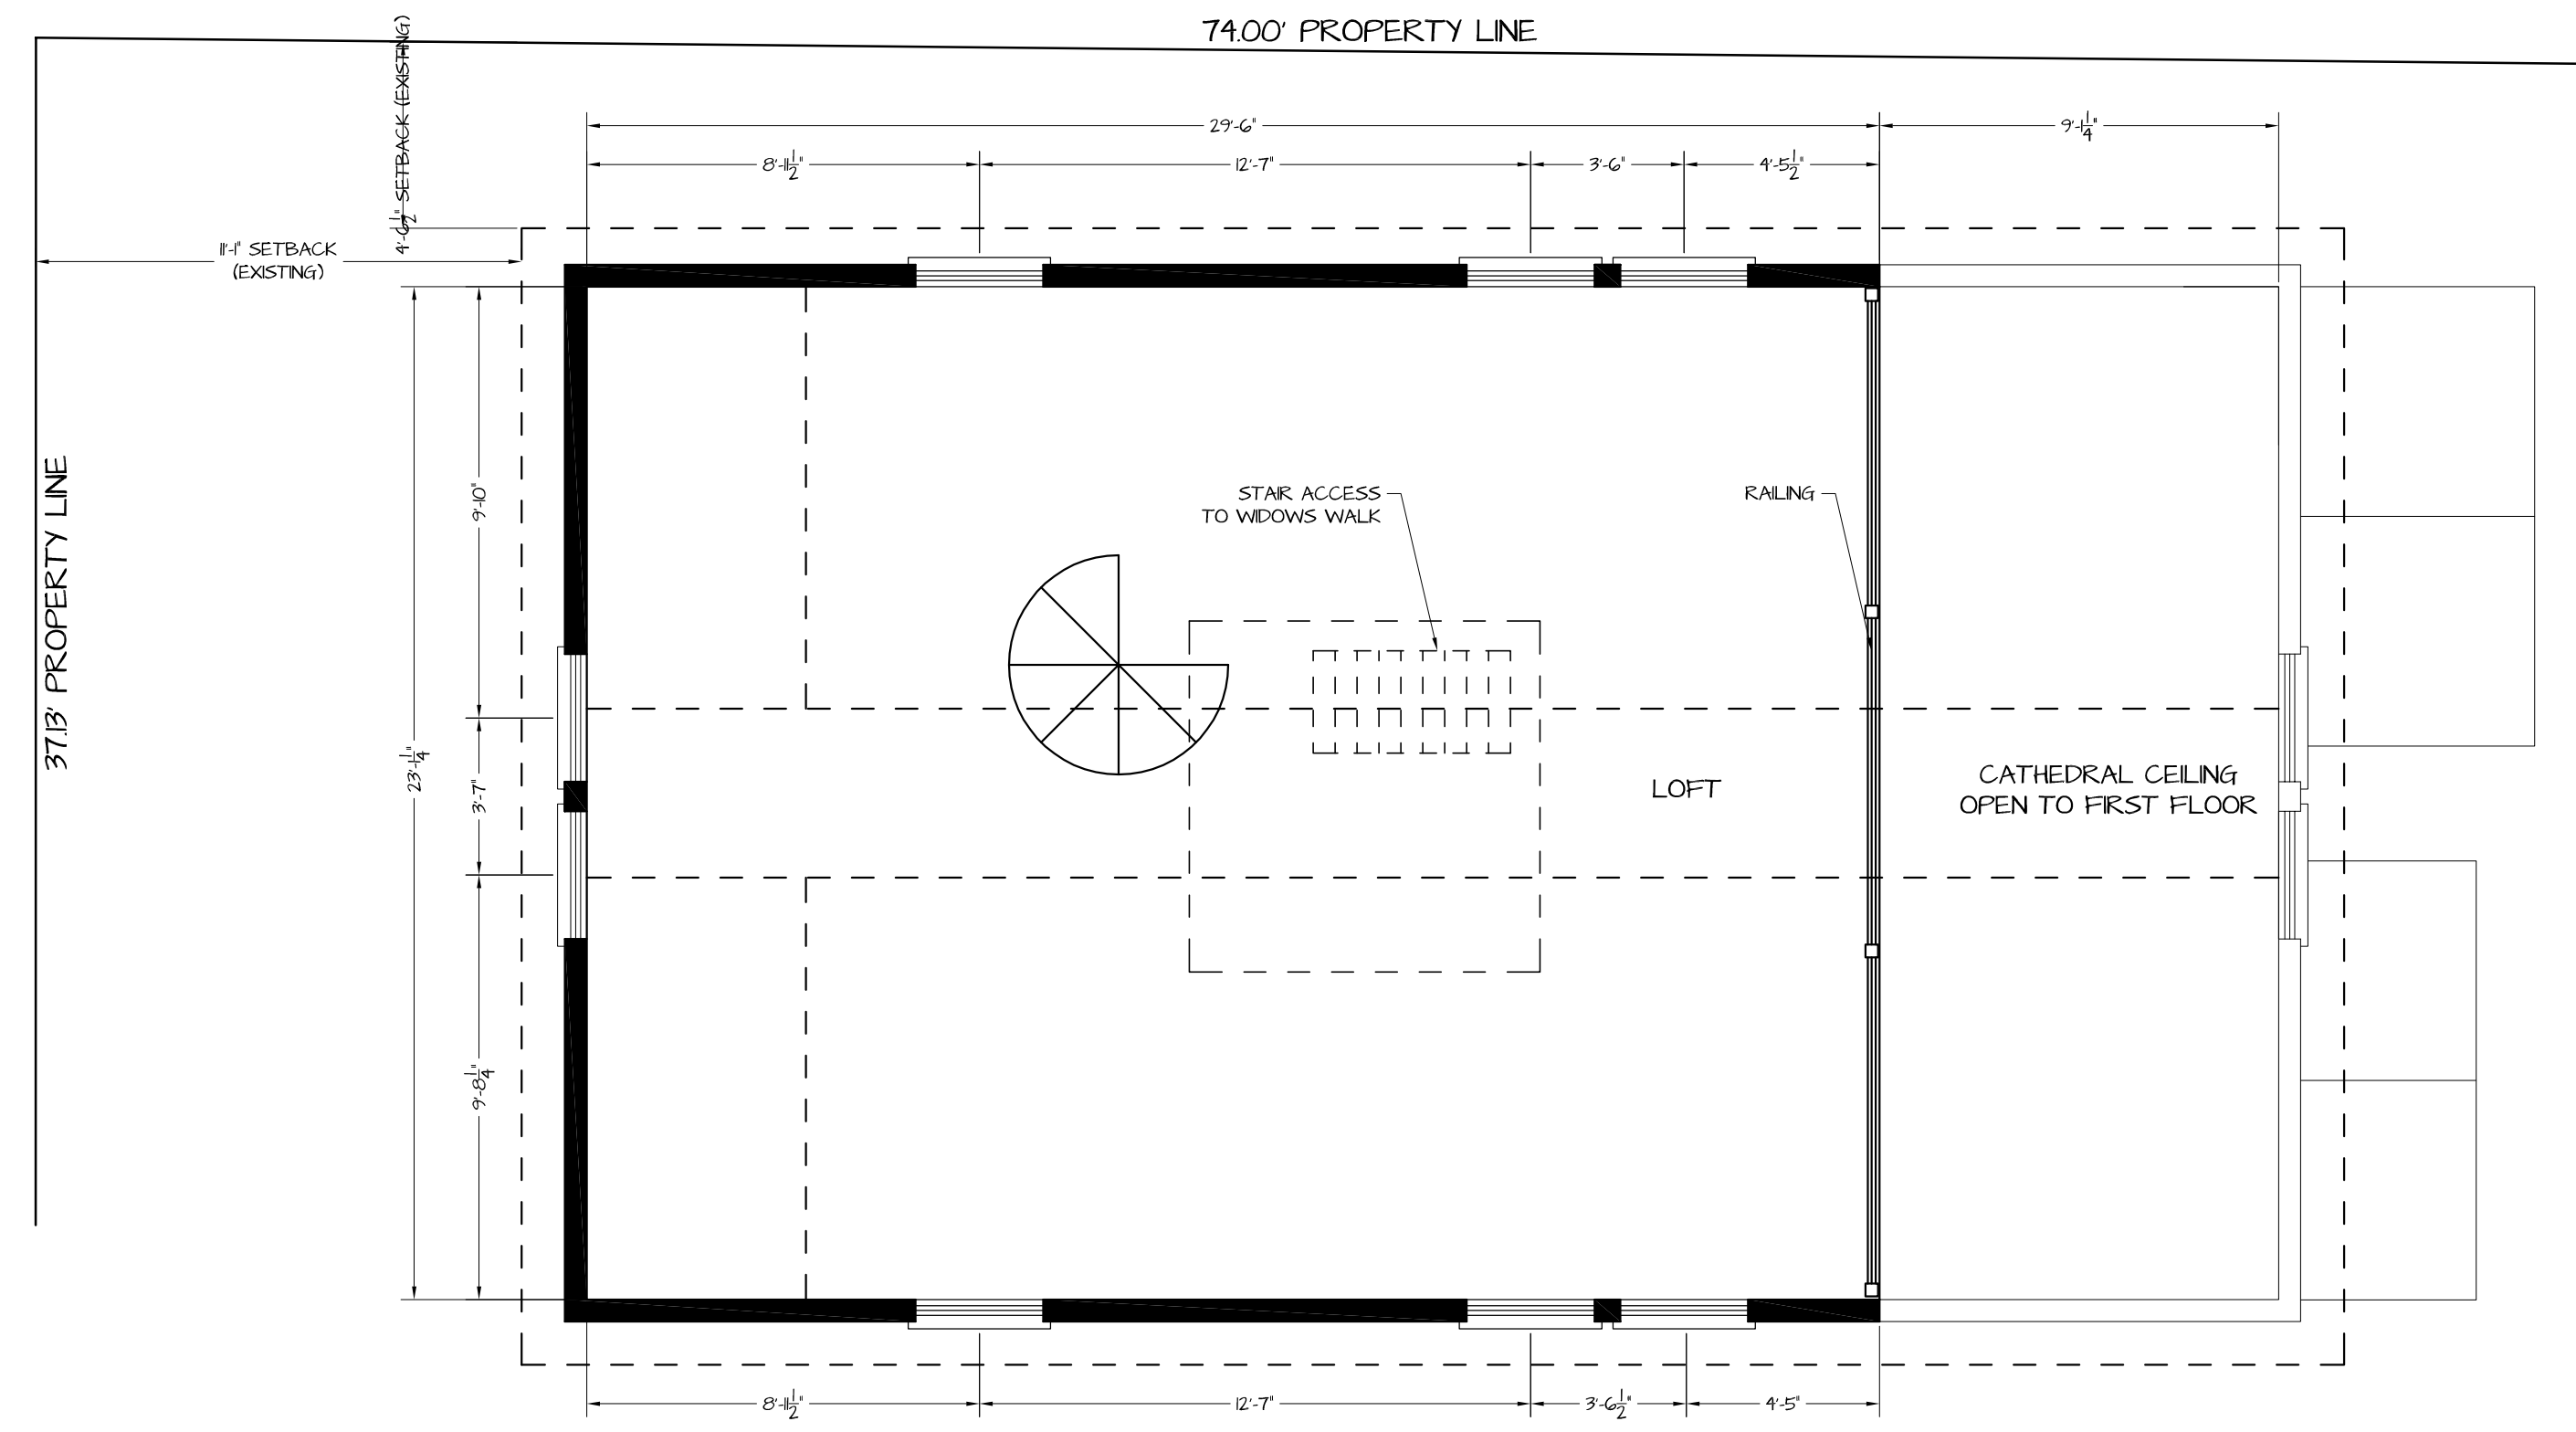 74.00' PROPERTY LINE
4'-6 1/2" SETBACK (EXISTING)
29'-6"
9'-1 1/4"
8'-11 1/2"
12'-7"
3'-6"
4'-5 1/2"
11'-1" SETBACK
(EXISTING)
37.13' PROPERTY LINE
23'-1 1/4"
9'-10"
3'-7"
9'-8 1/4"
STAIR ACCESS
TO WIDOWS WALK
RAILING
LOFT
CATHEDRAL CEILING
OPEN TO FIRST FLOOR
8'-11 1/2"
12'-7"
3'-6 1/2"
4'-5"